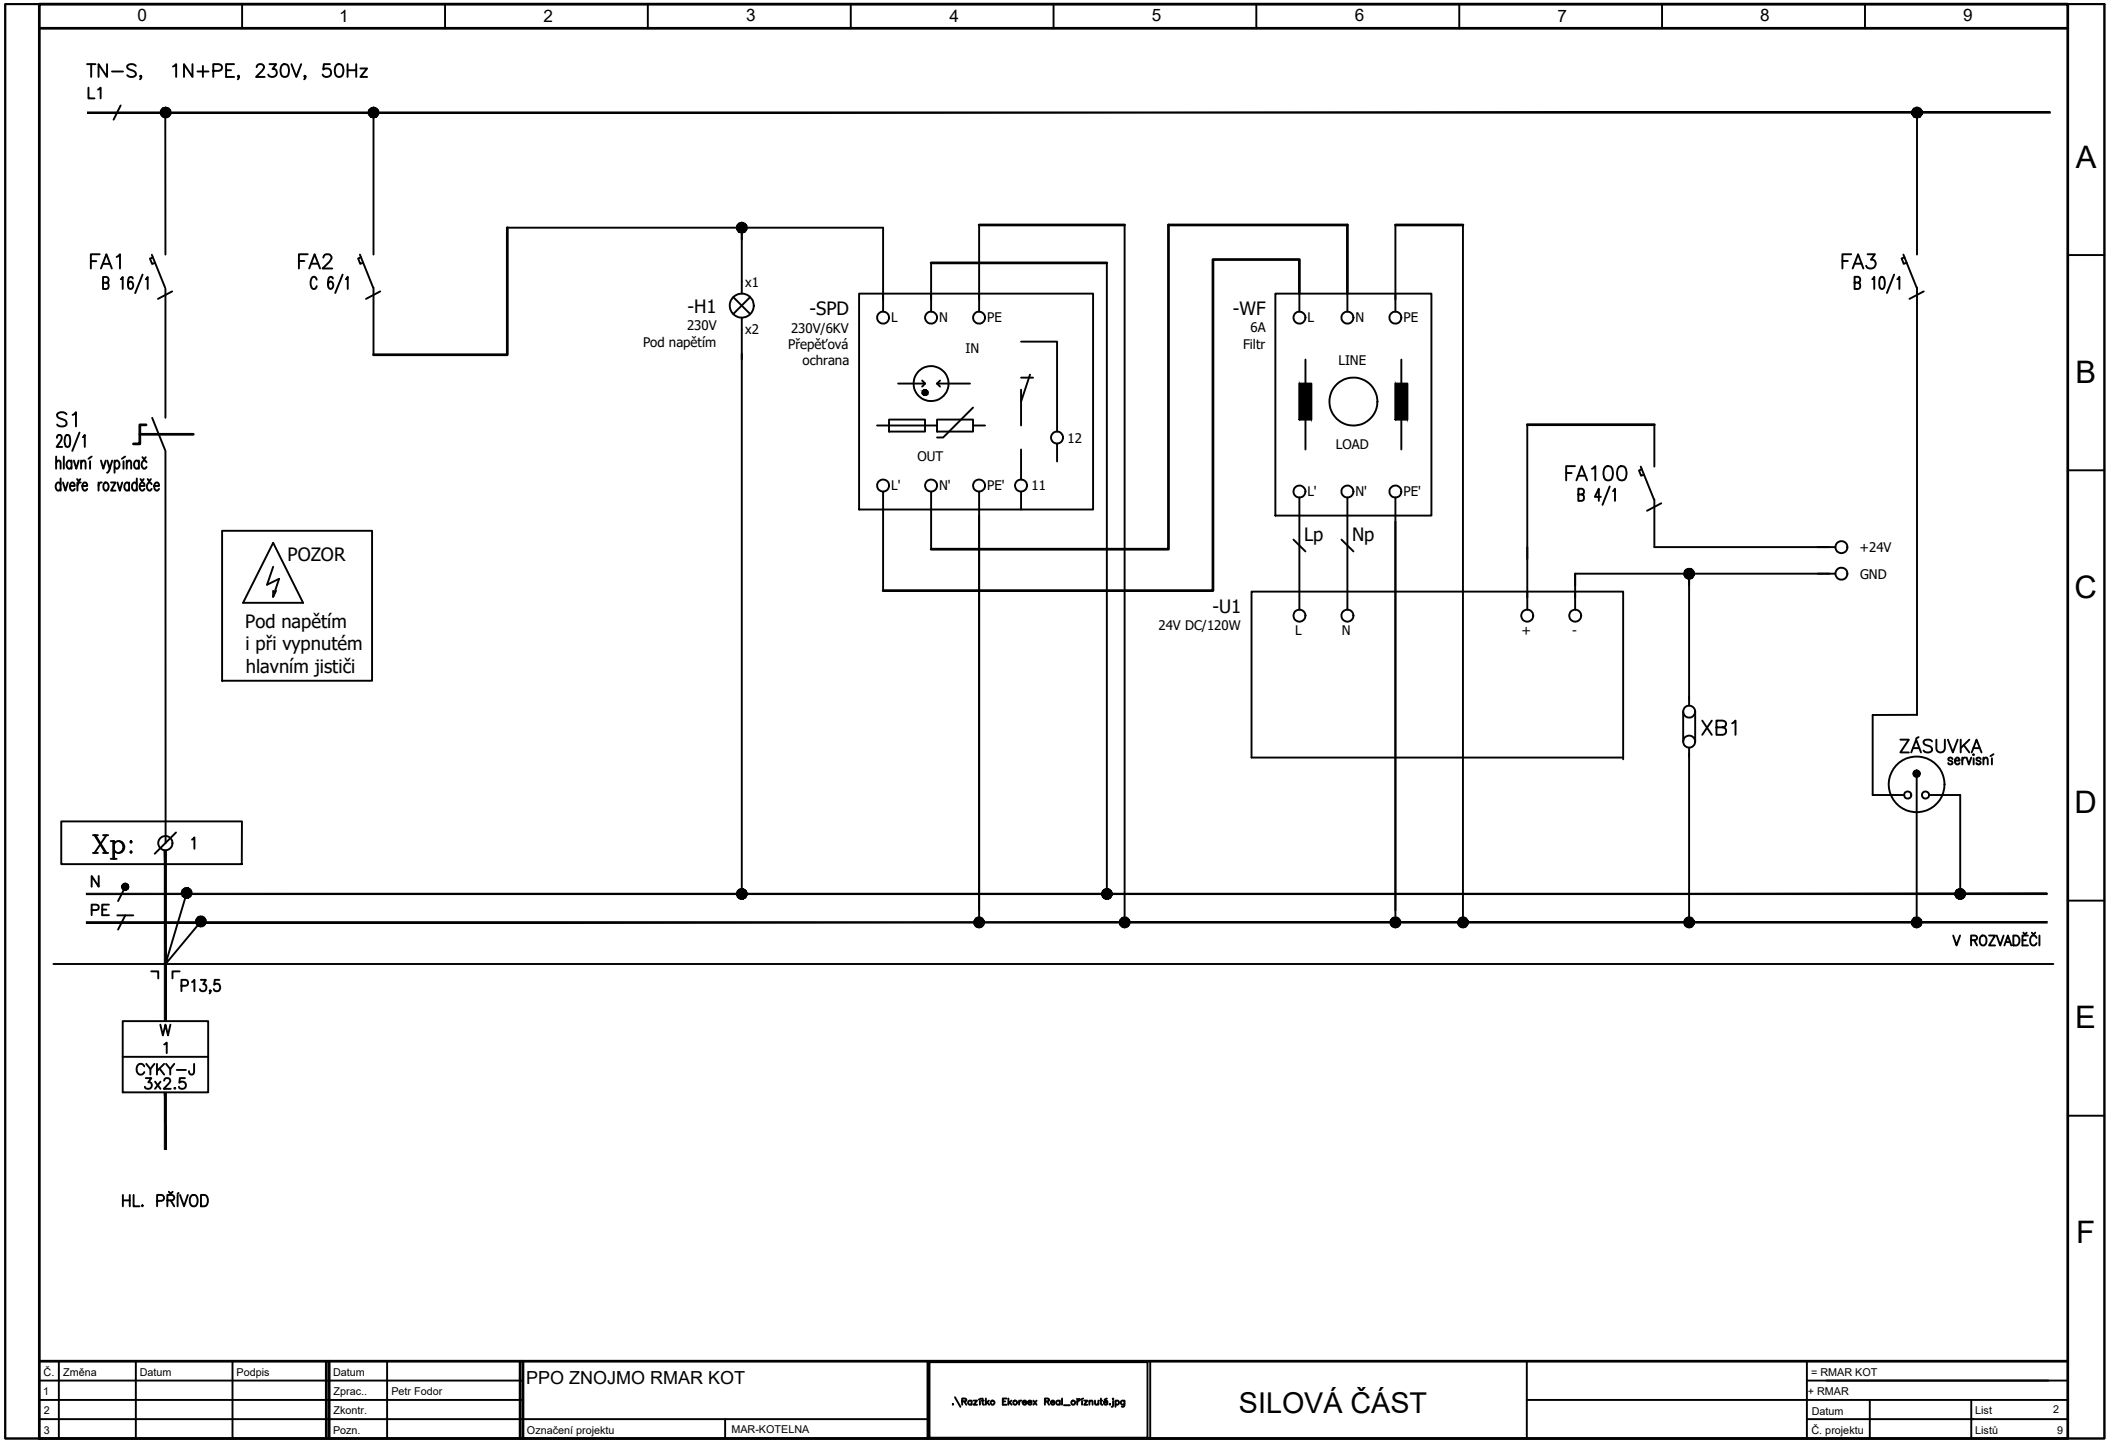 0 1 2 3 4 5 6 7 8 9
TN-S, 1N+PE, 230V, 50Hz
L1
A
FA1
B 16/1
FA2
C 6/1
-H1
230V
Pod napětím
x1
x2
-SPD
230V/6KV
Přepěťová
ochrana
L N PE
IN
12
OUT
L' N' PE' 11
-WF
6A
Filtr
L N PE
LINE
LOAD
L' N' PE'
Lp Np
FA3
B 10/1
B
S1
20/1
hlavní vypínač
dveře rozvaděče
FA100
B 4/1
+24V
GND
C
POZOR
Pod napětím
i při vypnutém
hlavním jističi
-U1
24V DC/120W
L N + -
XB1
ZÁSUVKA
servisní
D
Xp: 1
N
PE
V ROZVADĚČI
P13,5
W
1
CYKY-J
3x2.5
E
HL. PŘÍVOD
F
Č. Změna Datum Podpis Datum
1 Zprac.. Petr Fodor
2 Zkontr.
3 Pozn.
PPO ZNOJMO RMAR KOT
Označení projektu MAR-KOTELNA
.\Razítko Ekoreex Real_oříznuté.jpg
SILOVÁ ČÁST
= RMAR KOT
+ RMAR
Datum List 2
Č. projektu Listů 9